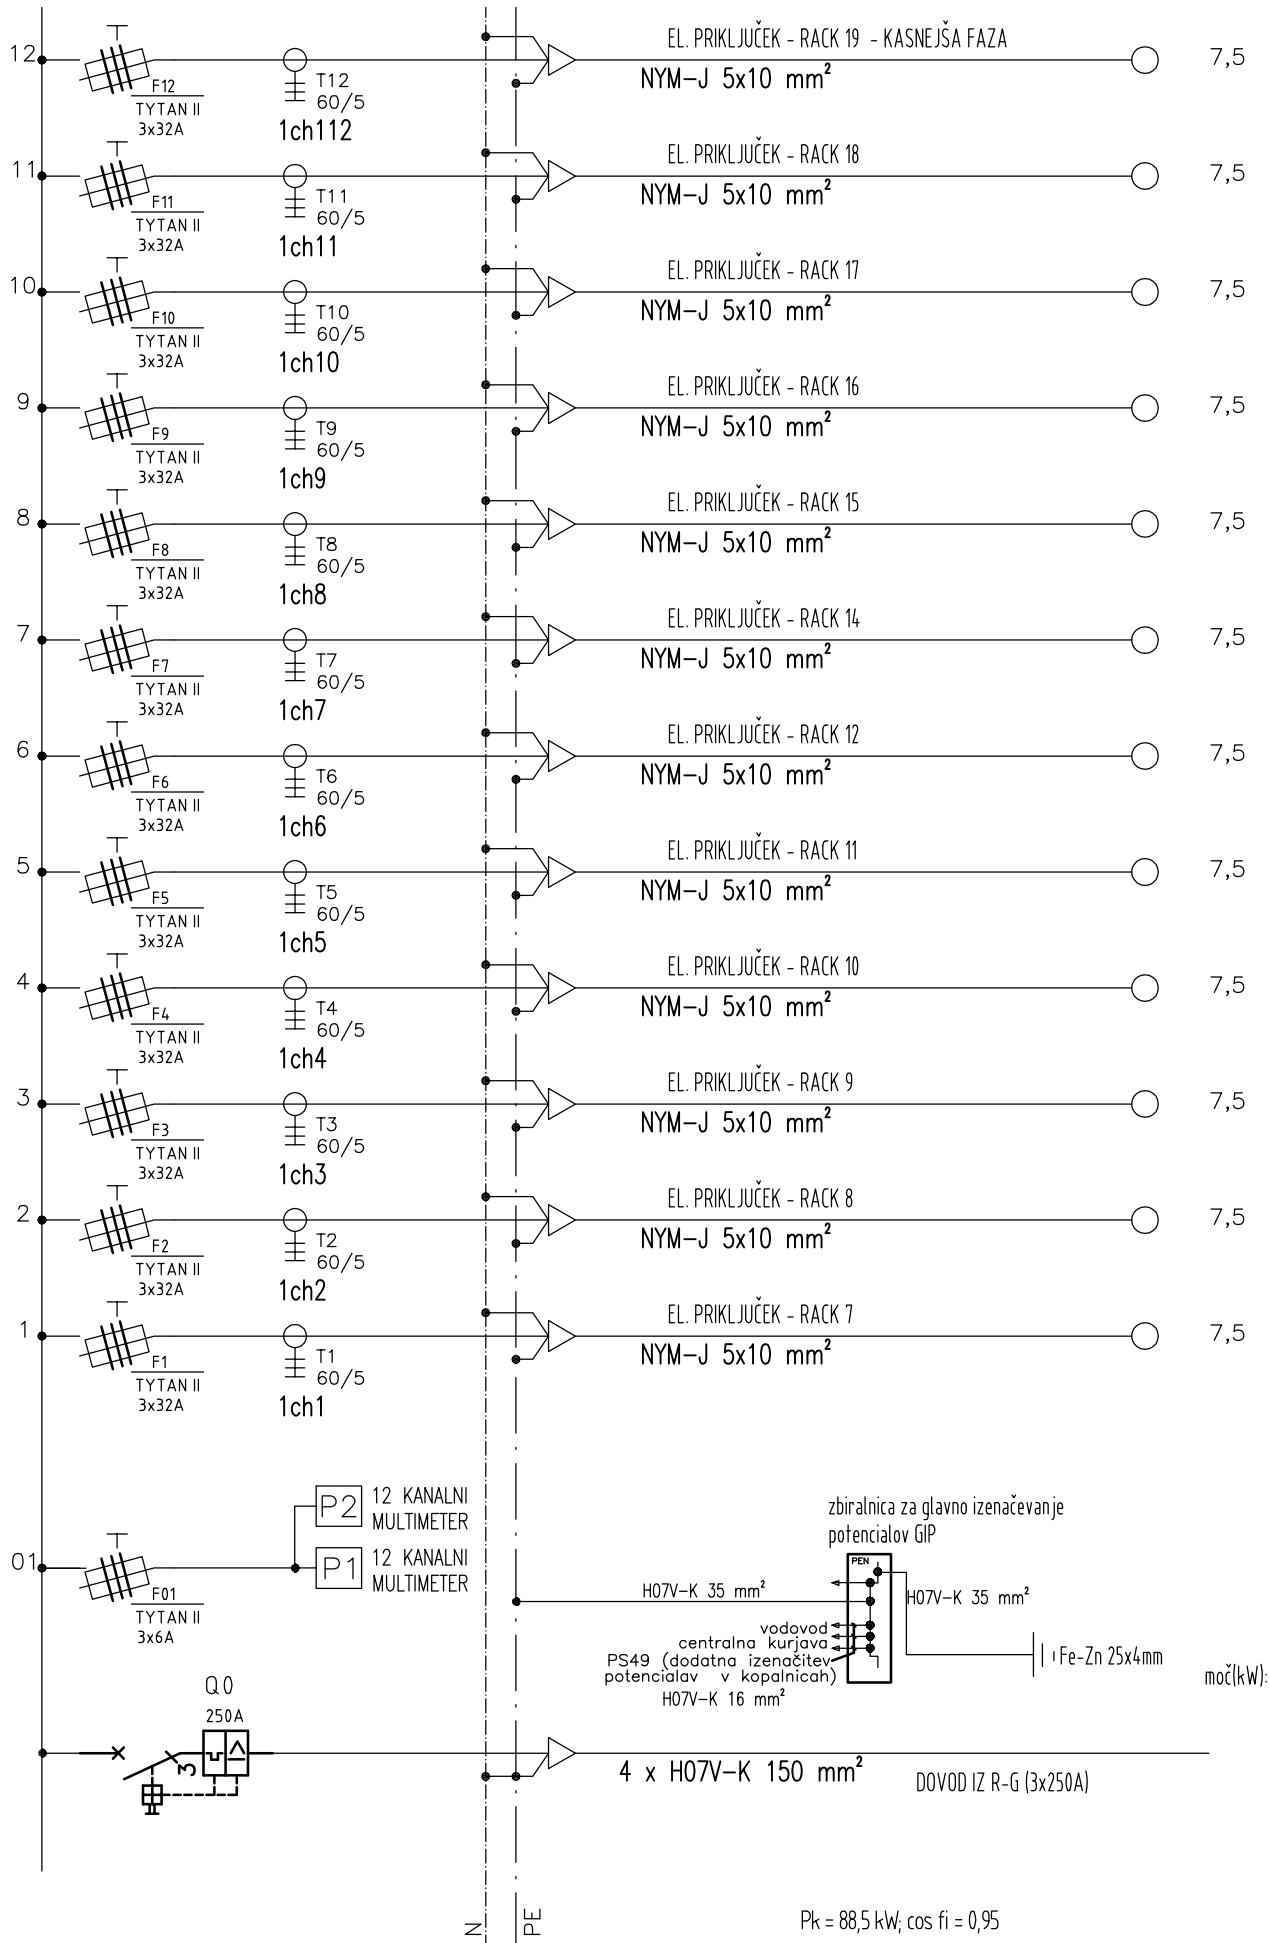 EL. PRIKLJUČEK - RACK 19 - KASNEJŠA FAZA
12
7,5
T12
NYM-J 5x10 mm²
F12
60/5
TYTAN II
3x32A
1ch112
EL. PRIKLJUČEK - RACK 18
11
7,5
T11
NYM-J 5x10 mm²
F11
60/5
TYTAN II
3x32A
1ch11
EL. PRIKLJUČEK - RACK 17
10
7,5
T10
NYM-J 5x10 mm²
F10
60/5
TYTAN II
3x32A
1ch10
EL. PRIKLJUČEK - RACK 16
9
7,5
T9
NYM-J 5x10 mm²
F9
60/5
TYTAN II
3x32A
1ch9
EL. PRIKLJUČEK - RACK 15
8
7,5
T8
NYM-J 5x10 mm²
F8
60/5
TYTAN II
3x32A
1ch8
EL. PRIKLJUČEK - RACK 14
7
7,5
T7
NYM-J 5x10 mm²
F7
60/5
TYTAN II
3x32A
1ch7
EL. PRIKLJUČEK - RACK 12
6
7,5
T6
NYM-J 5x10 mm²
F6
60/5
TYTAN II
3x32A
1ch6
EL. PRIKLJUČEK - RACK 11
5
7,5
T5
NYM-J 5x10 mm²
F5
60/5
TYTAN II
3x32A
1ch5
EL. PRIKLJUČEK - RACK 10
4
7,5
T4
NYM-J 5x10 mm²
F4
60/5
TYTAN II
3x32A
1ch4
EL. PRIKLJUČEK - RACK 9
3
7,5
T3
NYM-J 5x10 mm²
F3
60/5
TYTAN II
3x32A
1ch3
EL. PRIKLJUČEK - RACK 8
2
7,5
T2
NYM-J 5x10 mm²
F2
60/5
TYTAN II
3x32A
1ch2
EL. PRIKLJUČEK - RACK 7
1
7,5
T1
NYM-J 5x10 mm²
F1
60/5
TYTAN II
3x32A
1ch1
P2
12 KANALNI
MULTIMETER
zbiralnica za glavno izenačevanje
potencialov GIP
01
P1
12 KANALNI
MULTIMETER
F01
TYTAN II
3x6A
PEN
H07V-K 35 mm²
H07V-K 35 mm²
vodovod
centralna kurjava
PS49 (dodatna izenačitev
potencialav v kopalnicah)
H07V-K 16 mm²
Fe-Zn 25x4mm
moč(kW):
Q0
250A
3
4 x H07V-K 150 mm²
DOVOD IZ R-G (3x250A)
N
PE
Pk = 88,5 kW; cos fi = 0,95